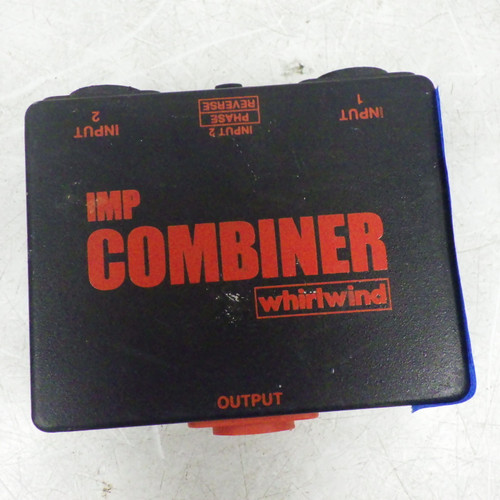 INPUT 2
INPUT 2
PHASE
REVERSE
INPUT 1
IMP
COMBINER
whirlwind
OUTPUT